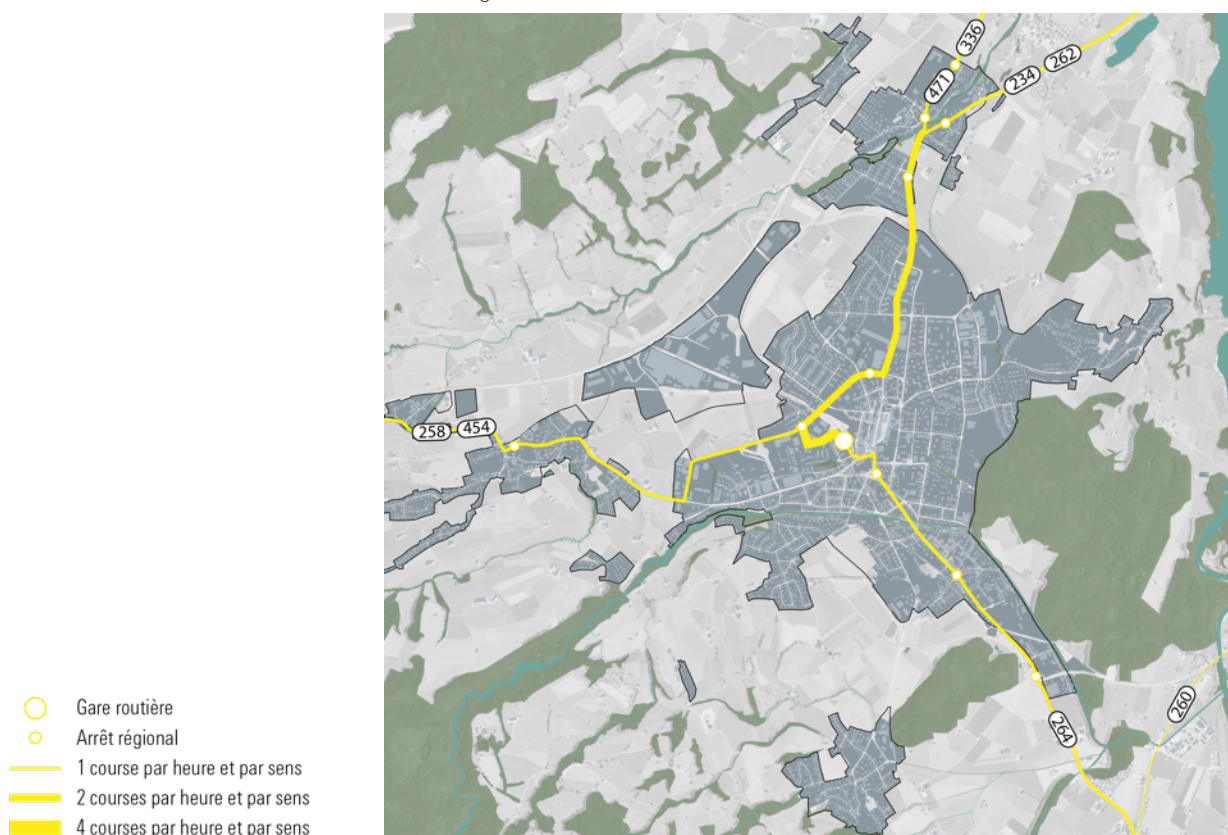 336
471
234
262
258
454
260
264
Gare routière
Arrêt régional
1 course par heure et par sens
2 courses par heure et par sens
4 courses par heure et par sens